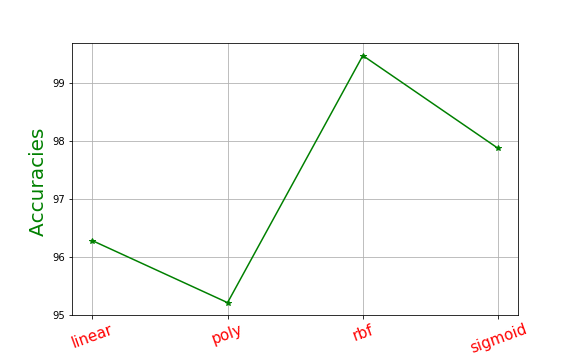 Accuracies
99
98
97
96
95
linear
poly
rbf
sigmoid